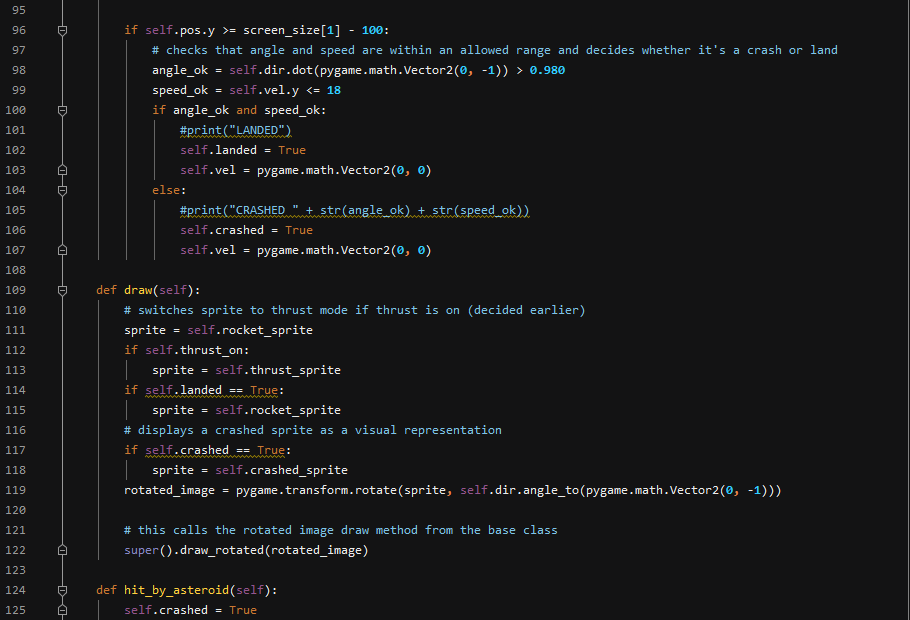 95
96 if self.pos.y >= screen_size[1] - 100:
97 # checks that angle and speed are within an allowed range and decides whether it's a crash or land
98 angle_ok = self.dir.dot(pygame.math.Vector2(0, -1)) > 0.980
99 speed_ok = self.vel.y <= 18
100 if angle_ok and speed_ok:
101 #print("LANDED")
102 self.landed = True
103 self.vel = pygame.math.Vector2(0, 0)
104 else:
105 #print("CRASHED " + str(angle_ok) + str(speed_ok))
106 self.crashed = True
107 self.vel = pygame.math.Vector2(0, 0)
108
109 def draw(self):
110 # switches sprite to thrust mode if thrust is on (decided earlier)
111 sprite = self.rocket_sprite
112 if self.thrust_on:
113 sprite = self.thrust_sprite
114 if self.landed == True:
115 sprite = self.rocket_sprite
116 # displays a crashed sprite as a visual representation
117 if self.crashed == True:
118 sprite = self.crashed_sprite
119 rotated_image = pygame.transform.rotate(sprite, self.dir.angle_to(pygame.math.Vector2(0, -1)))
120
121 # this calls the rotated image draw method from the base class
122 super().draw_rotated(rotated_image)
123
124 def hit_by_asteroid(self):
125 self.crashed = True